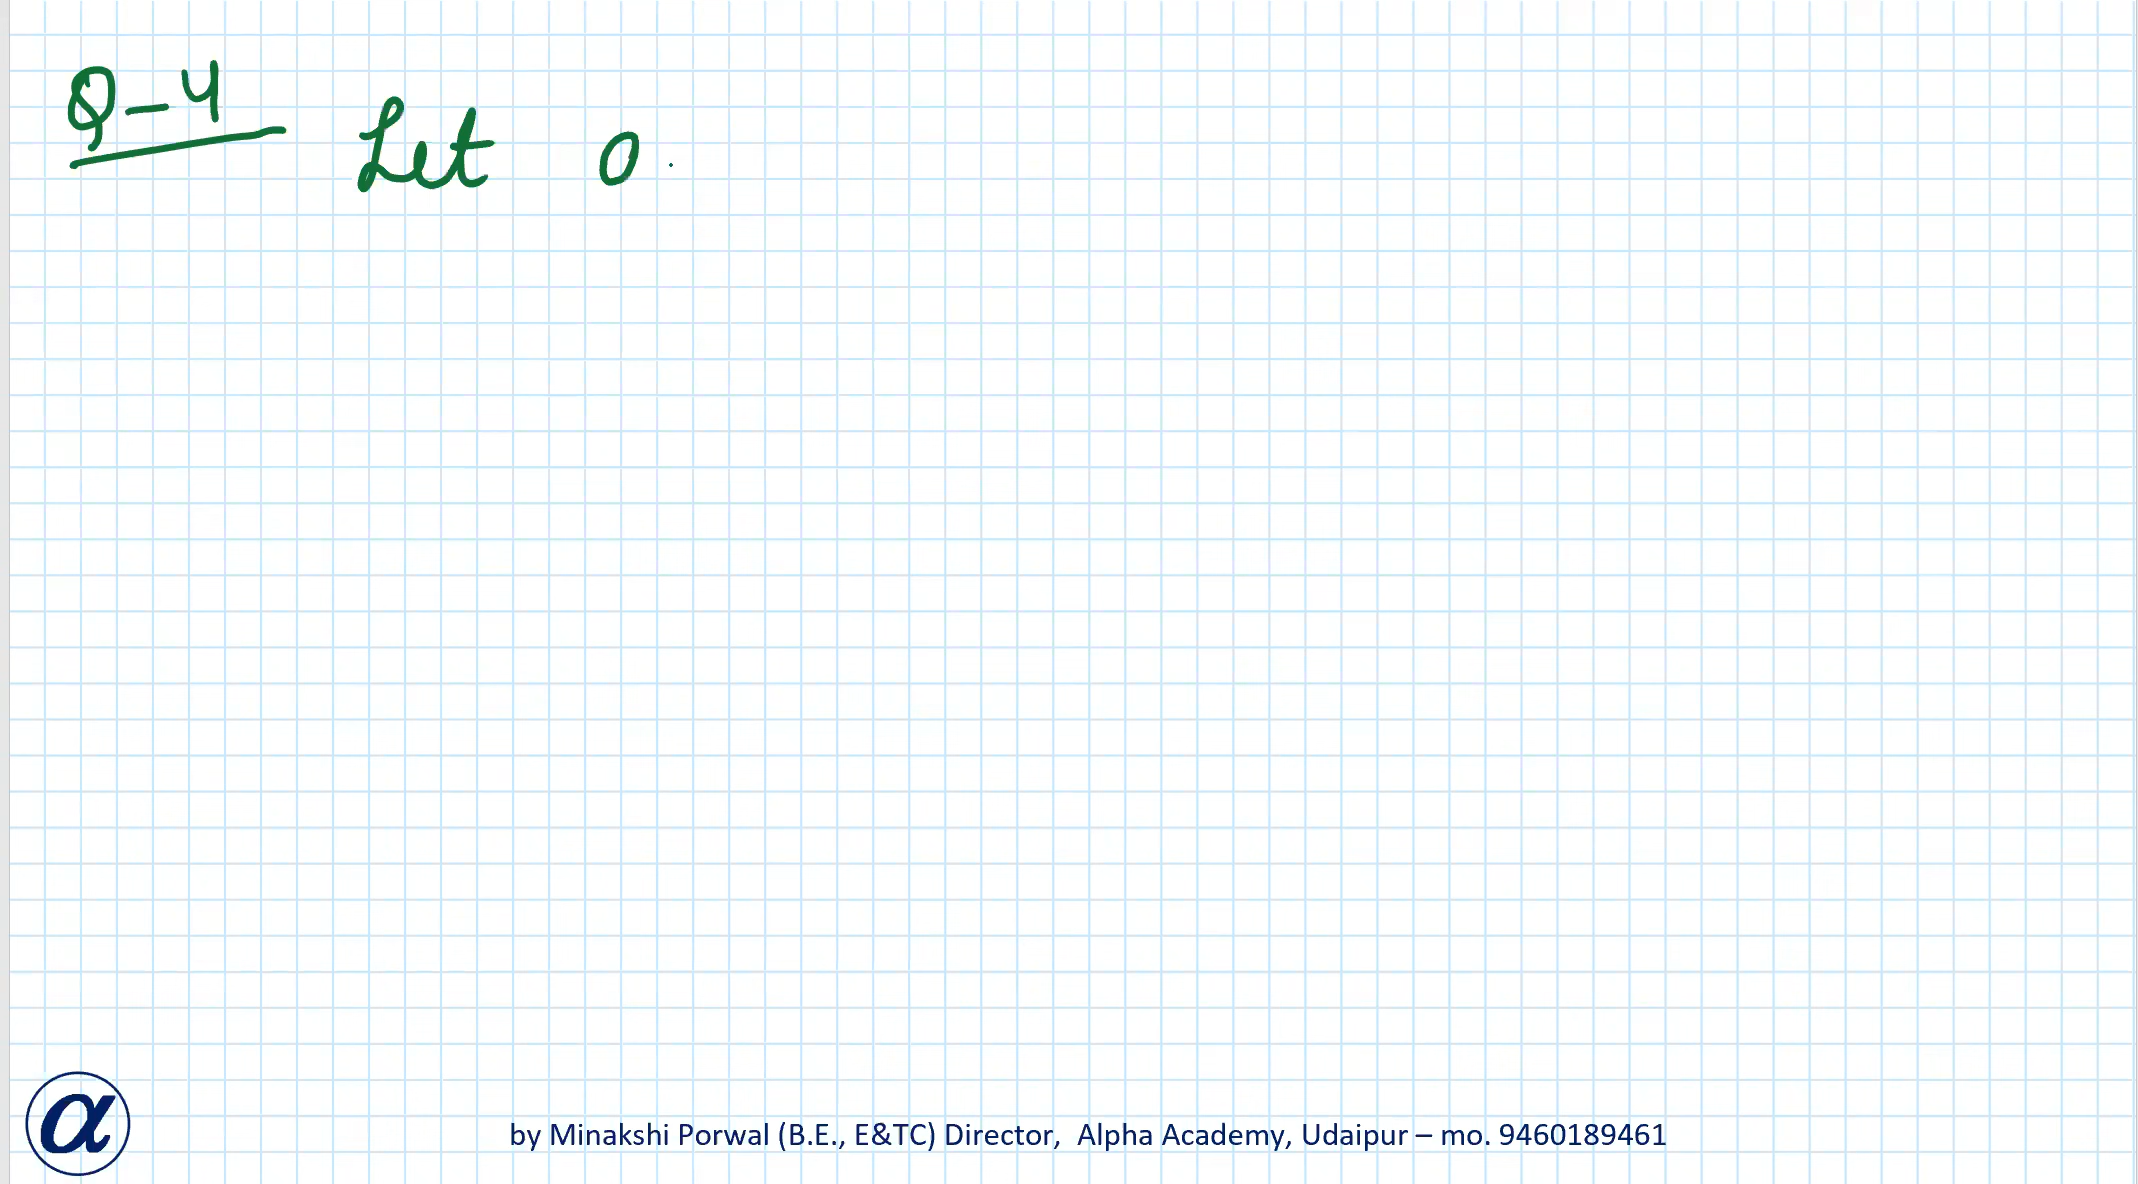 Q-4 Let 0.
α
by Minakshi Porwal (B.E., E&TC) Director, Alpha Academy, Udaipur – mo. 9460189461